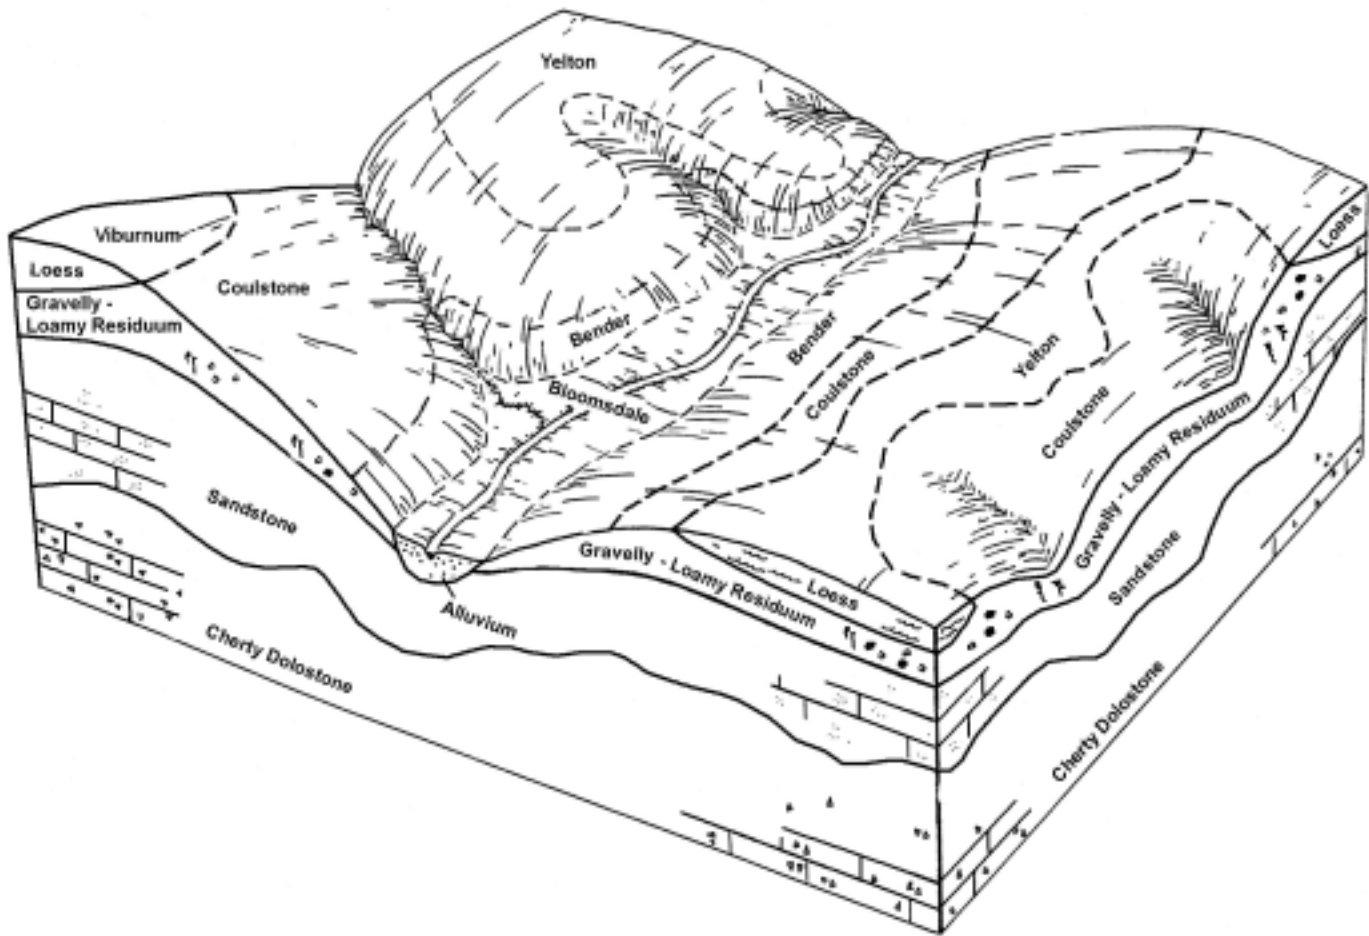 Yelton
Viburnum
Loess
Gravelly -
Loamy Residuum
Coulstone
Bender
Bloomsdale
Bender
Coulstone
Yelton
Coulstone
Loess
Gravelly - Loamy Residuum
Sandstone
Cherty Dolostone
Sandstone
Alluvium
Gravelly - Loamy Residuum
Loess
Cherty Dolostone